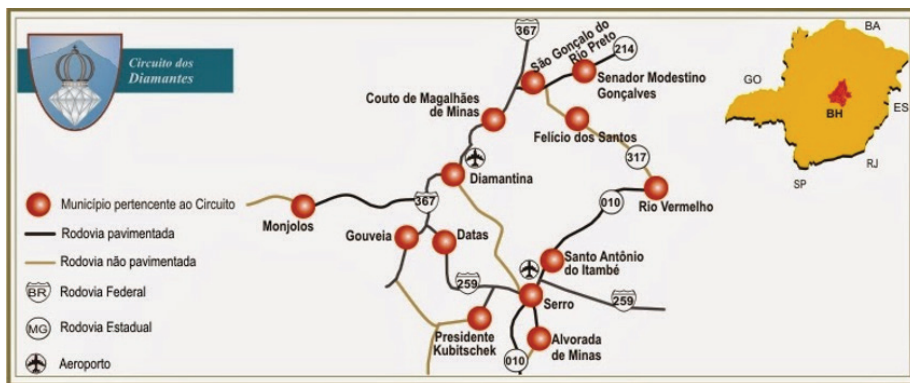 Circuito dos
Diamantes
Município pertencente ao Circuito
Rodovia pavimentada
Rodovia não pavimentada
BR Rodovia Federal
MG Rodovia Estadual
Aeroporto
367
São Gonçalo do
Rio Preto
214
Senador Modestino
Gonçalves
Couto de Magalhães
de Minas
Felício dos Santos
317
Diamantina
Rio Vermelho
010
367
Monjolos
Gouveia
Datas
Santo Antônio
do Itambé
259
Serro
259
Presidente
Kubitschek
010
Alvorada
de Minas
BA
GO
ES
BH
RJ
SP